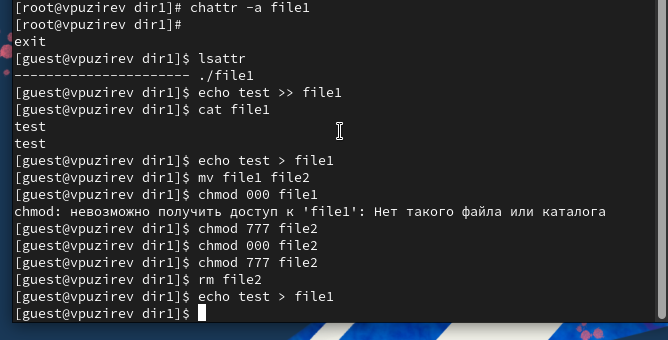 [root@vpuzirev dir1]# chattr -a file1
[root@vpuzirev dir1]#
exit
[guest@vpuzirev dir1]$ lsattr
---------------------- ./file1
[guest@vpuzirev dir1]$ echo test >> file1
[guest@vpuzirev dir1]$ cat file1
test
test
[guest@vpuzirev dir1]$ echo test > file1
[guest@vpuzirev dir1]$ mv file1 file2
[guest@vpuzirev dir1]$ chmod 000 file1
chmod: невозможно получить доступ к 'file1': Нет такого файла или каталога
[guest@vpuzirev dir1]$ chmod 777 file2
[guest@vpuzirev dir1]$ chmod 000 file2
[guest@vpuzirev dir1]$ chmod 777 file2
[guest@vpuzirev dir1]$ rm file2
[guest@vpuzirev dir1]$ echo test > file1
[guest@vpuzirev dir1]$